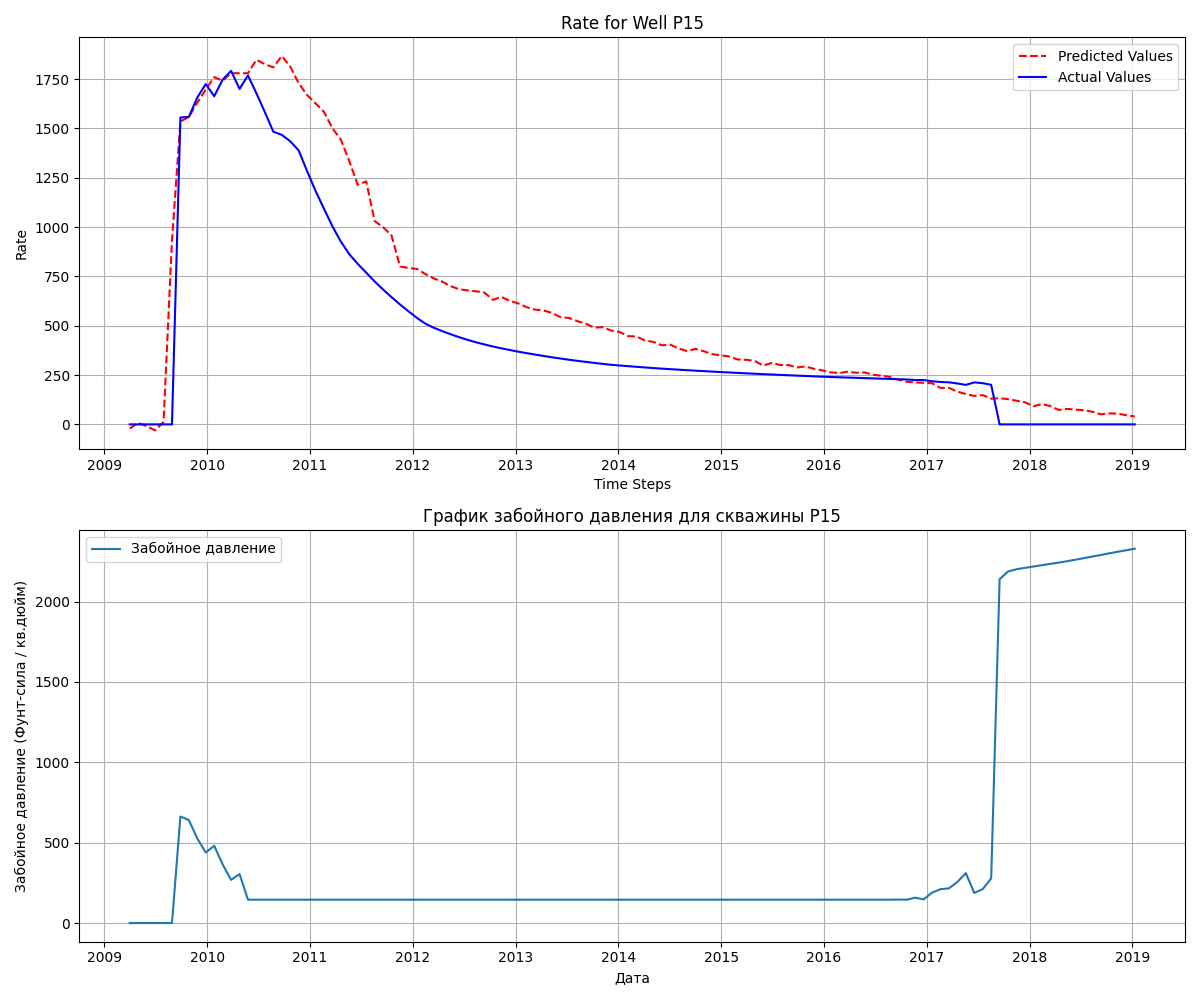 Rate for Well P15
Rate
1750
1500
1250
1000
750
500
250
0
Predicted Values
Actual Values
2009 2010 2011 2012 2013 2014 2015 2016 2017 2018 2019
Time Steps
График забойного давления для скважины P15
Забойное давление (Фунт-сила / кв.дюйм)
2000
1500
1000
500
0
Забойное давление
2009 2010 2011 2012 2013 2014 2015 2016 2017 2018 2019
Дата